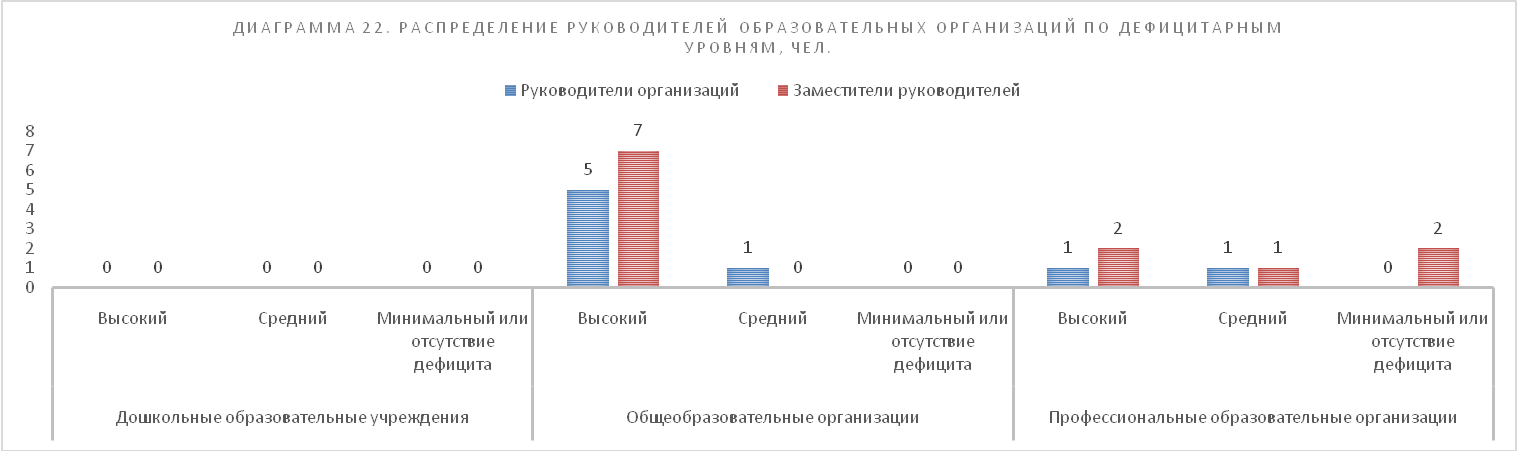 ДИАГРАММА 22. РАСПРЕДЕЛЕНИЕ РУКОВОДИТЕЛЕЙ ОБРАЗОВАТЕЛЬНЫХ ОРГАНИЗАЦИЙ ПО ДЕФИЦИТАРНЫМ
УРОВНЯМ, ЧЕЛ.
Руководители организаций Заместители руководителей
8
7
6
5
4
3
2
1
0
0 0 0 0 0 0 5 7 1 0 0 0 1 2 1 1 0 2
Высокий Средний Минимальный или Высокий Средний Минимальный или Высокий Средний Минимальный или
отсутствие отсутствие отсутствие
дефицита дефицита дефицита
Дошкольные образовательные учреждения Общеобразовательные организации Профессиональные образовательные организации